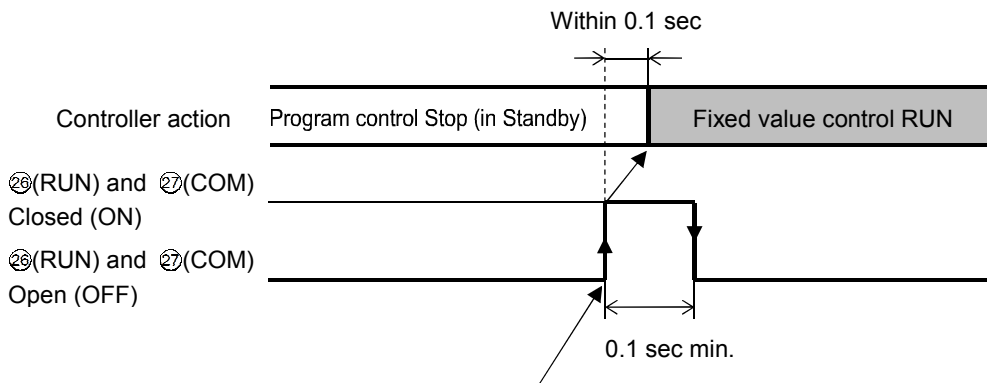 Within 0.1 sec
Controller action
Program control Stop (in Standby)
Fixed value control RUN
㉖(RUN) and ㉗(COM)
Closed (ON)
㉖(RUN) and ㉗(COM)
Open (OFF)
0.1 sec min.